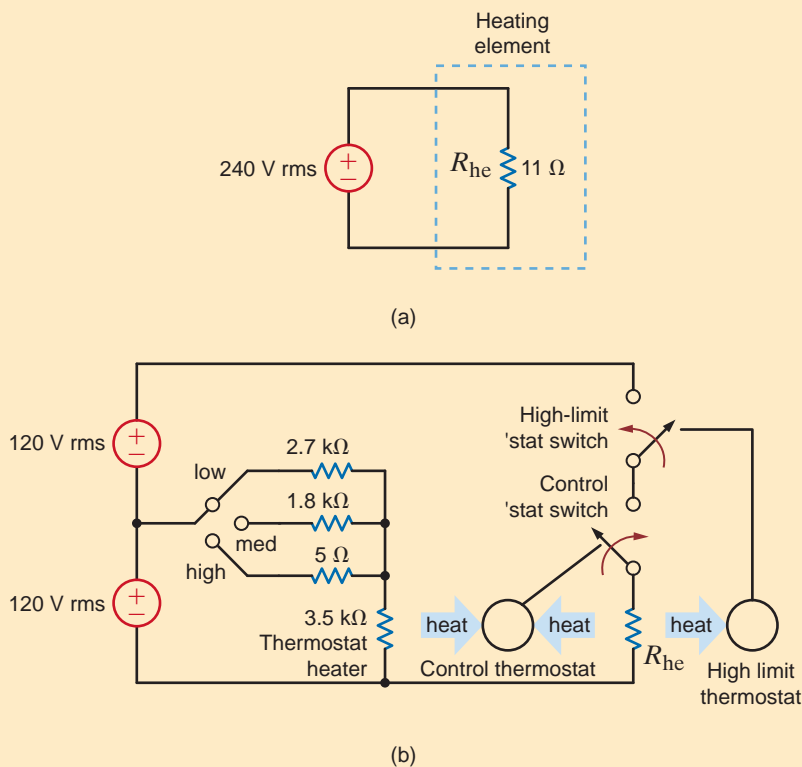 Heating
element
240 V rms
+
−
R_he
11 Ω
(a)
120 V rms
+
−
low
med
high
2.7 kΩ
1.8 kΩ
5 Ω
High-limit
'stat switch
Control
'stat switch
120 V rms
+
−
3.5 kΩ
Thermostat
heater
heat
heat
Control thermostat
R_he
heat
High limit
thermostat
(b)